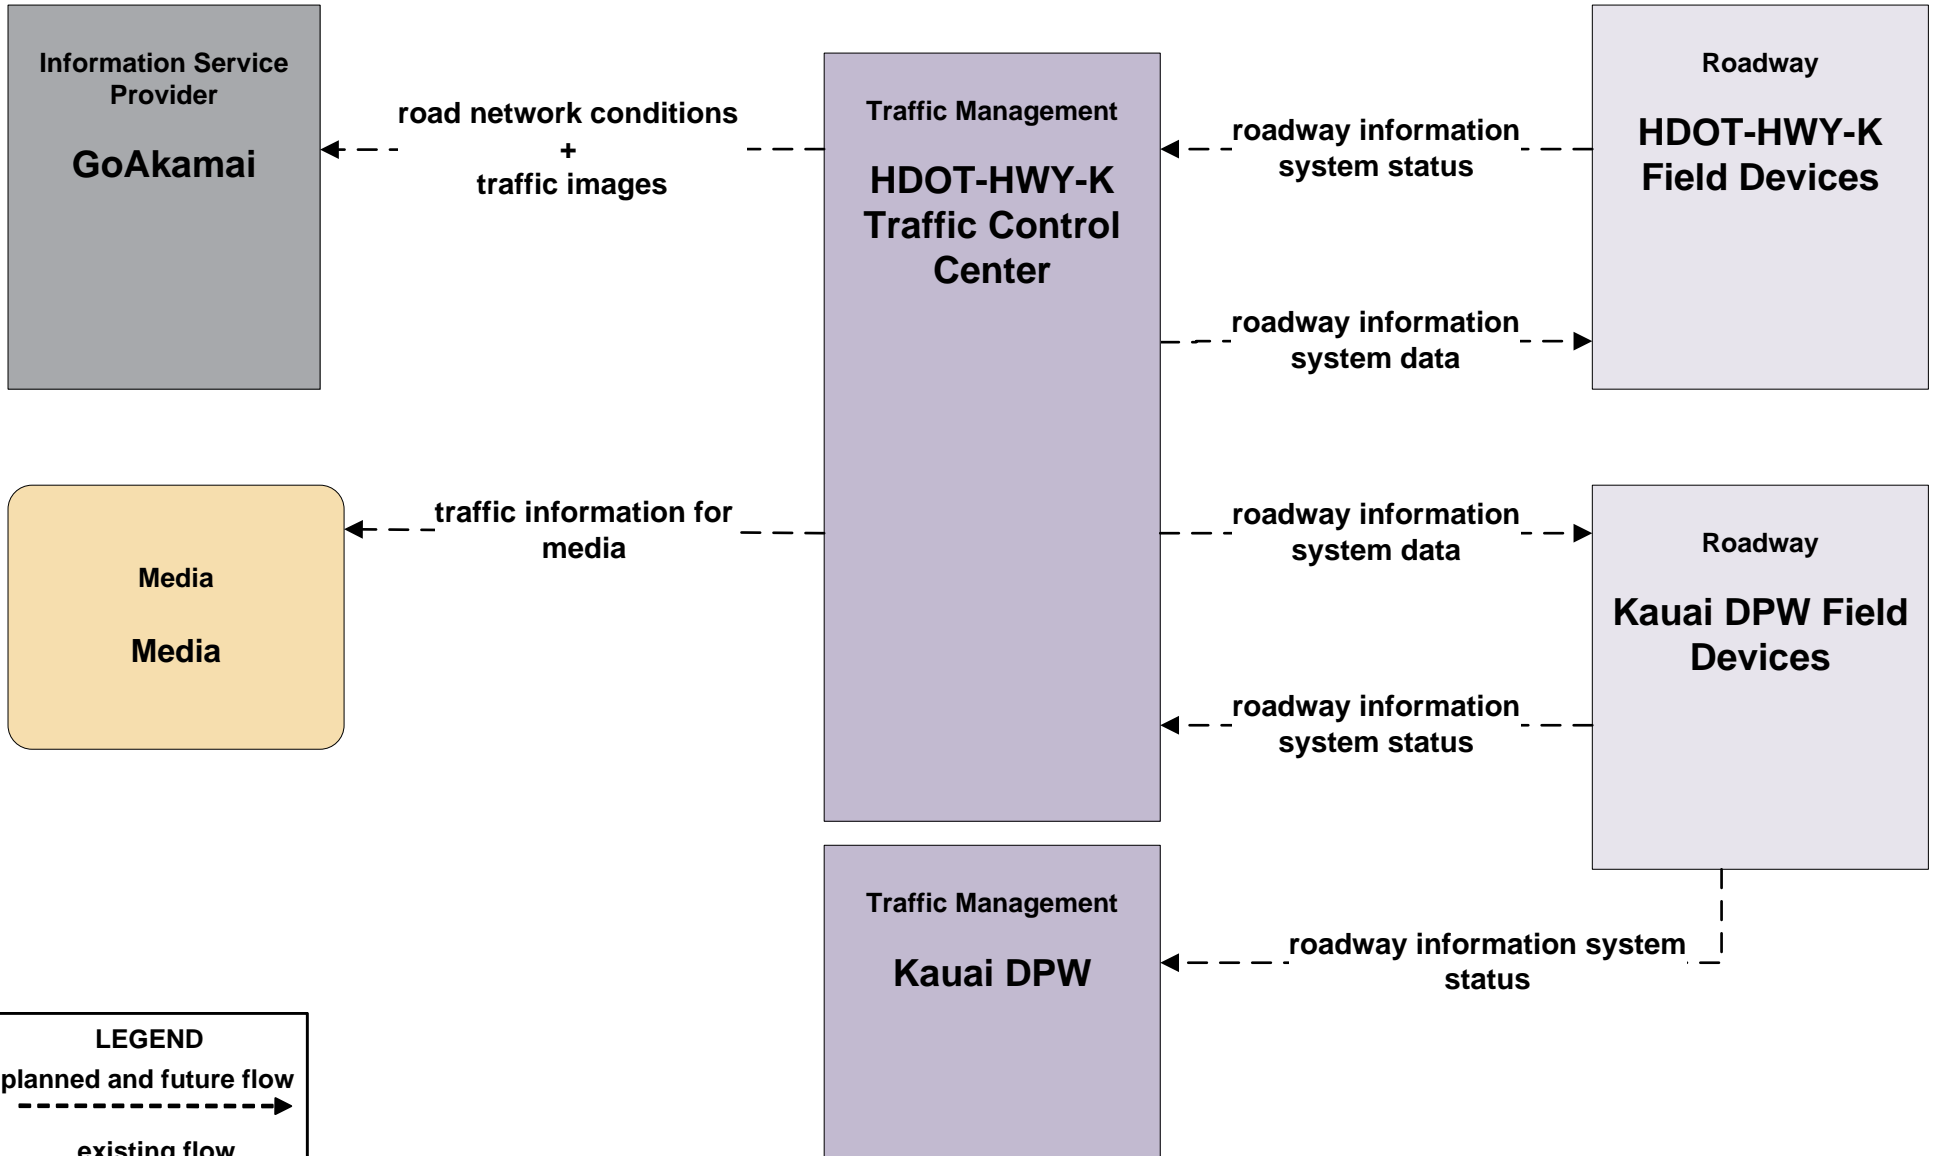 Information Service
Provider
GoAkamai
road network conditions
+
traffic images
Traffic Management
HDOT-HWY-K
Traffic Control
Center
roadway information
system status
Roadway
HDOT-HWY-K
Field Devices
roadway information
system data
Media
Media
traffic information for
media
roadway information
system data
Roadway
Kauai DPW Field
Devices
roadway information
system status
Traffic Management
Kauai DPW
roadway information system
status
LEGEND
planned and future flow
existing flow